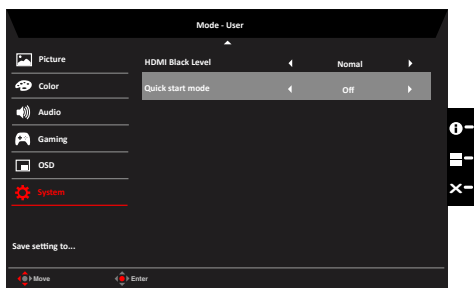 Mode - User
Picture
HDMI Black Level Nomal
Color
Quick start mode Off
Audio
Gaming
OSD
System
Save setting to...
Move Enter